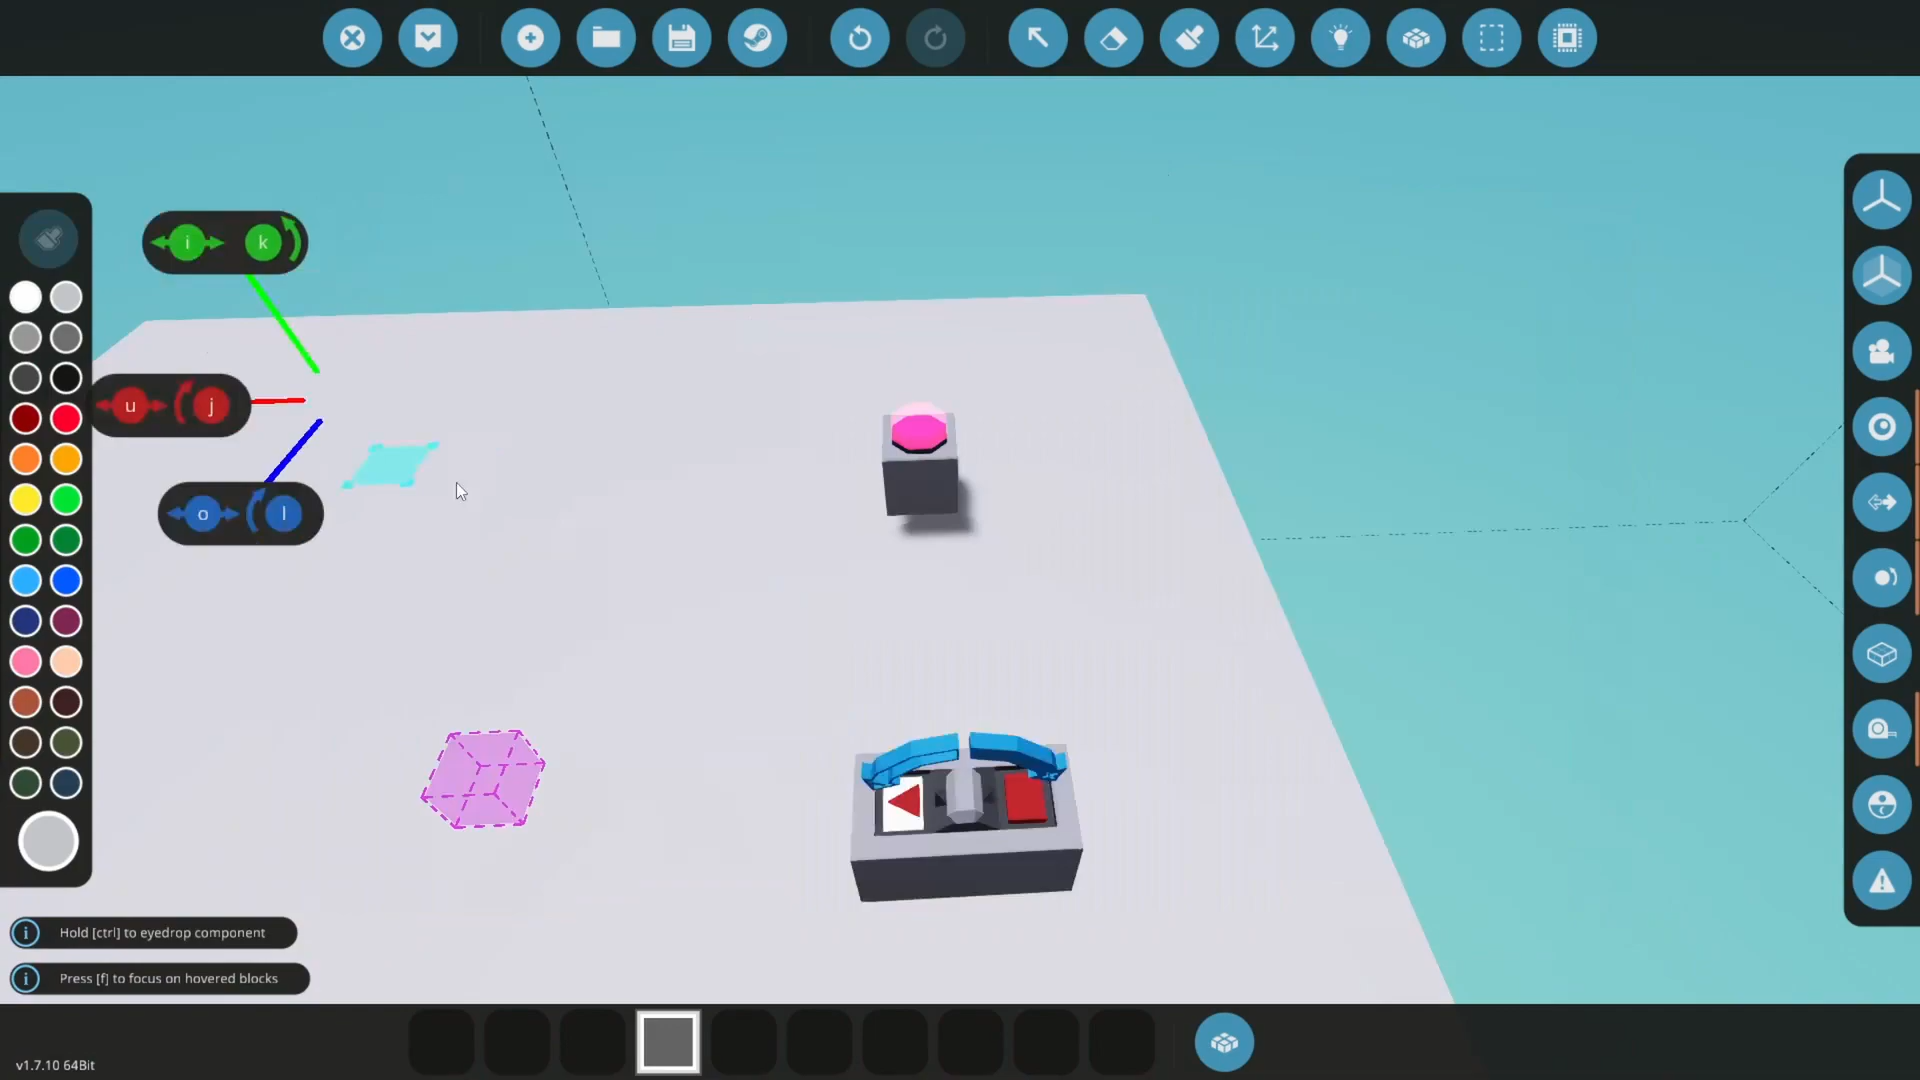 i k
u j
o l
Hold [ctrl] to eyedrop component
Press [f] to focus on hovered blocks
v1.7.10 64Bit